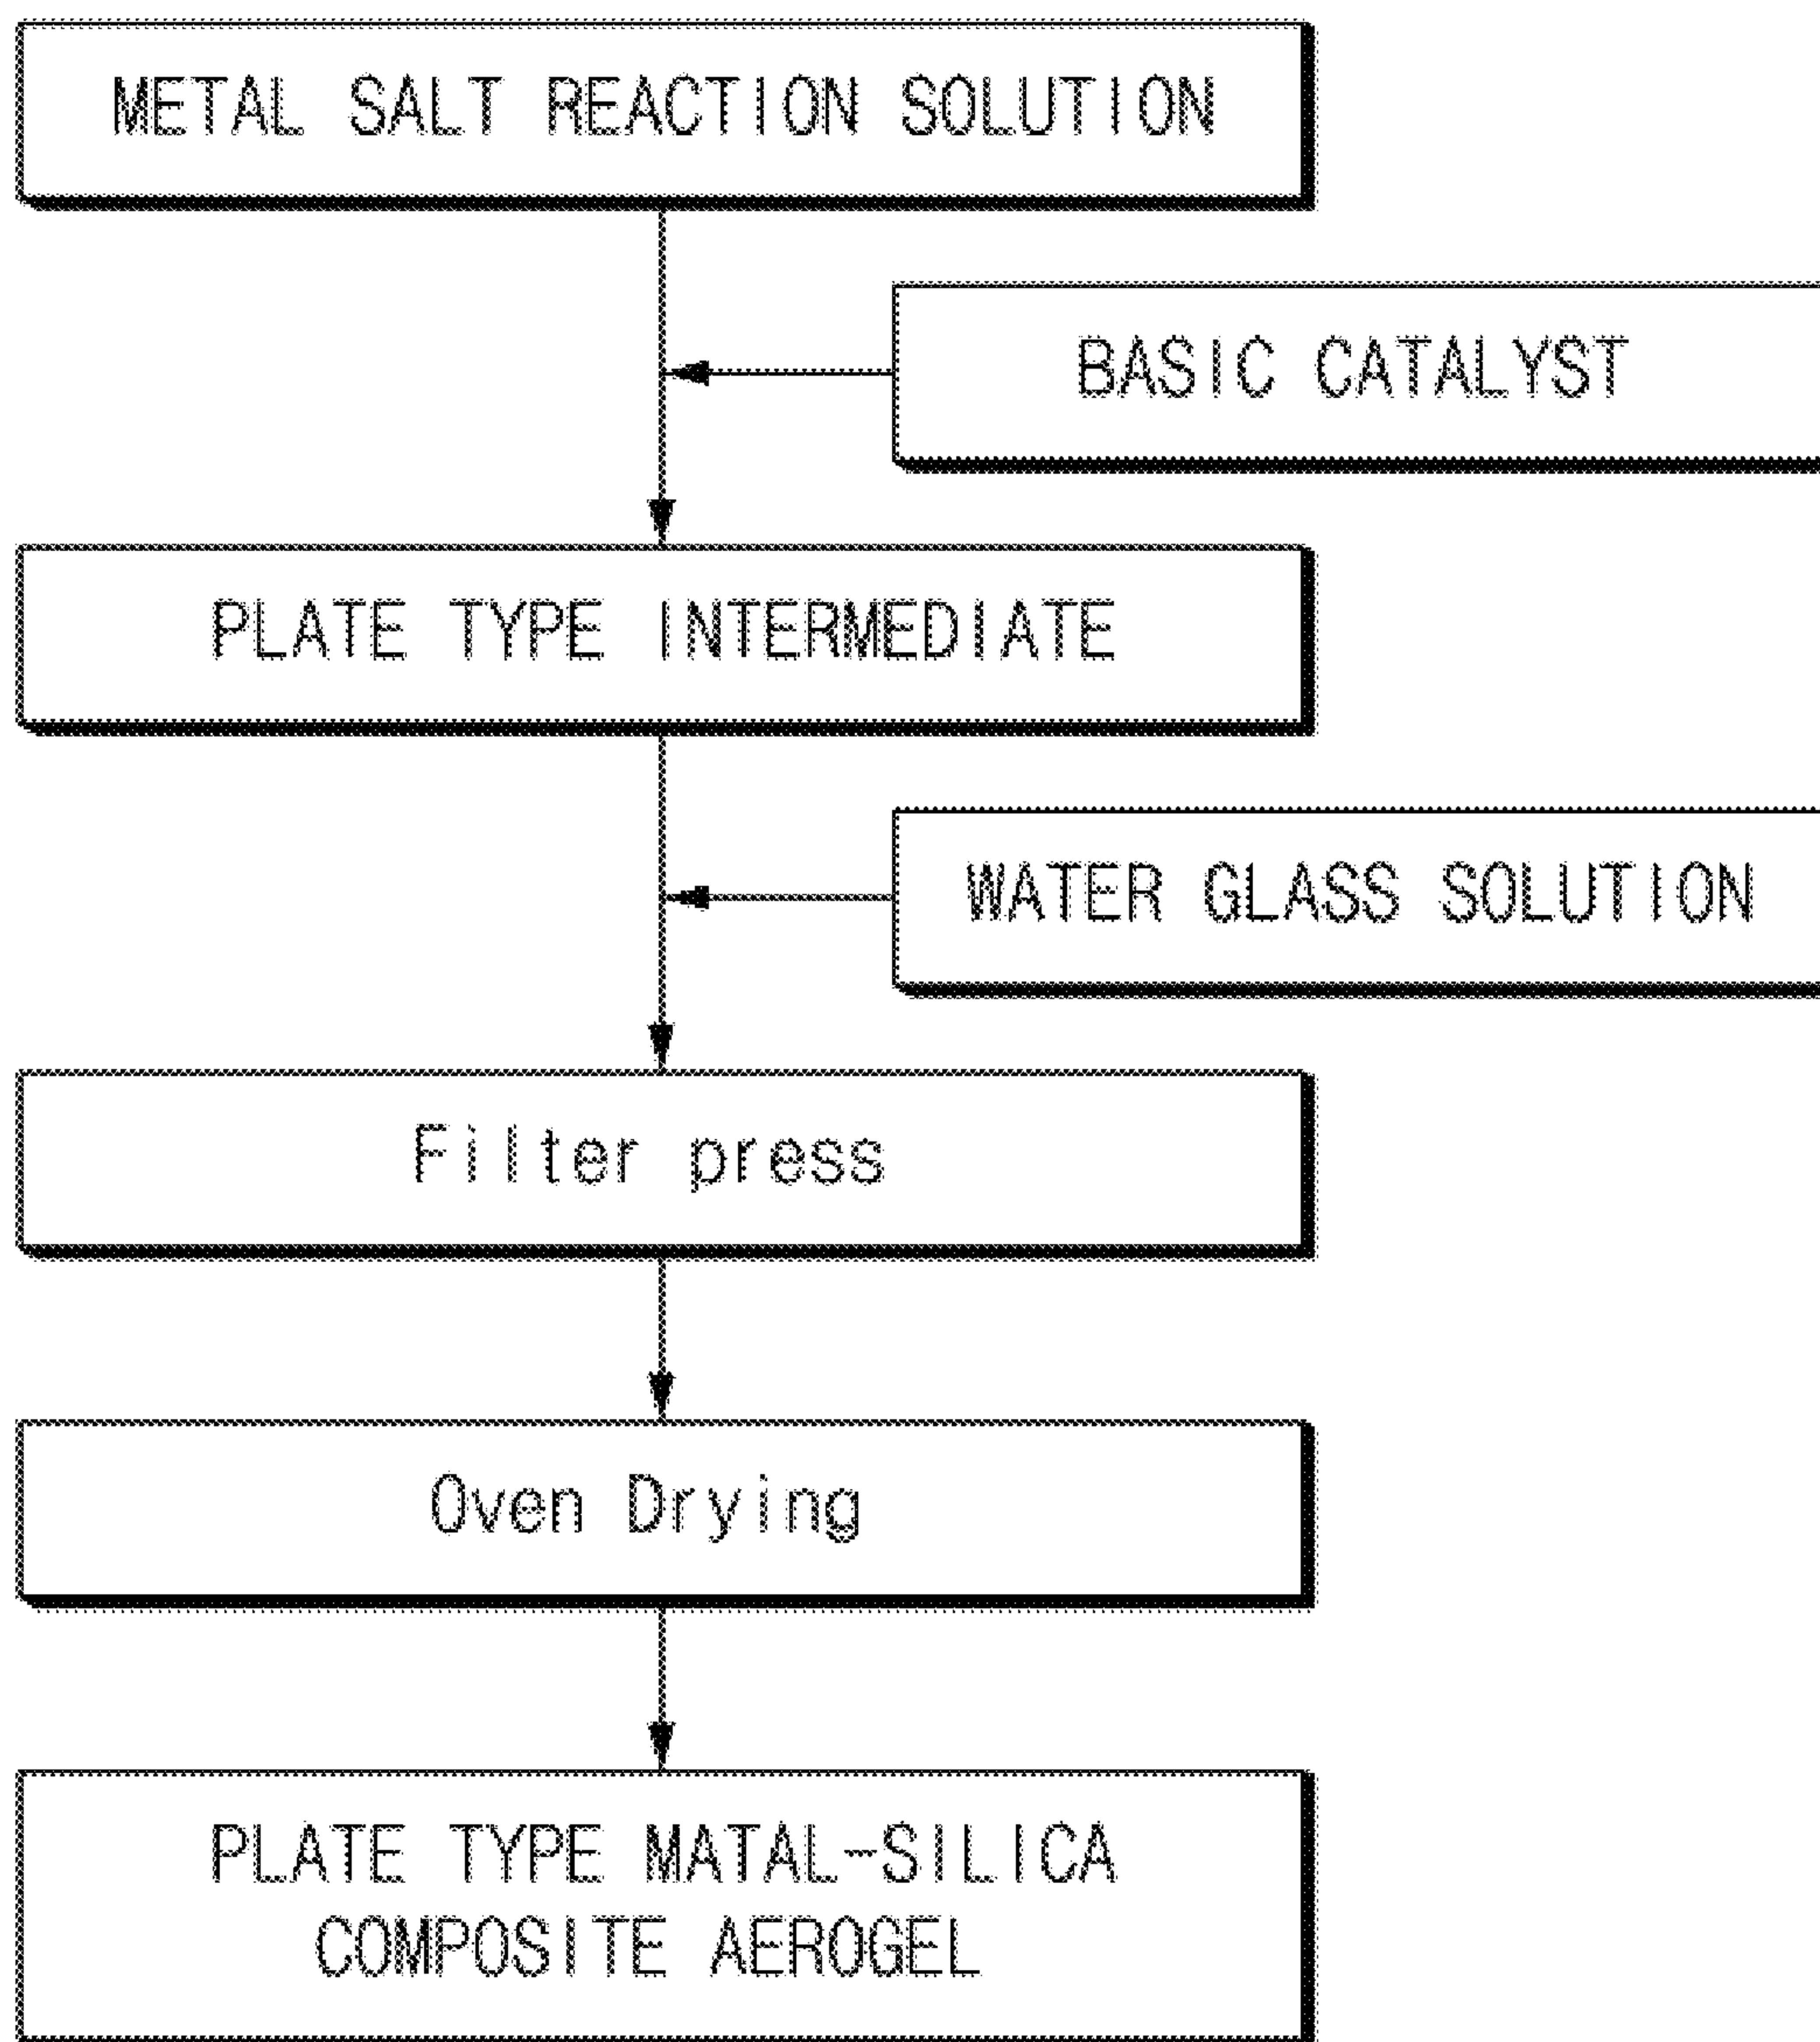 METAL SALT REACTION SOLUTION
BASIC CATALYST
PLATE TYPE INTERMEDIATE
WATER GLASS SOLUTION
Filter press
Oven Drying
PLATE TYPE MATAL-SILICA
COMPOSITE AEROGEL